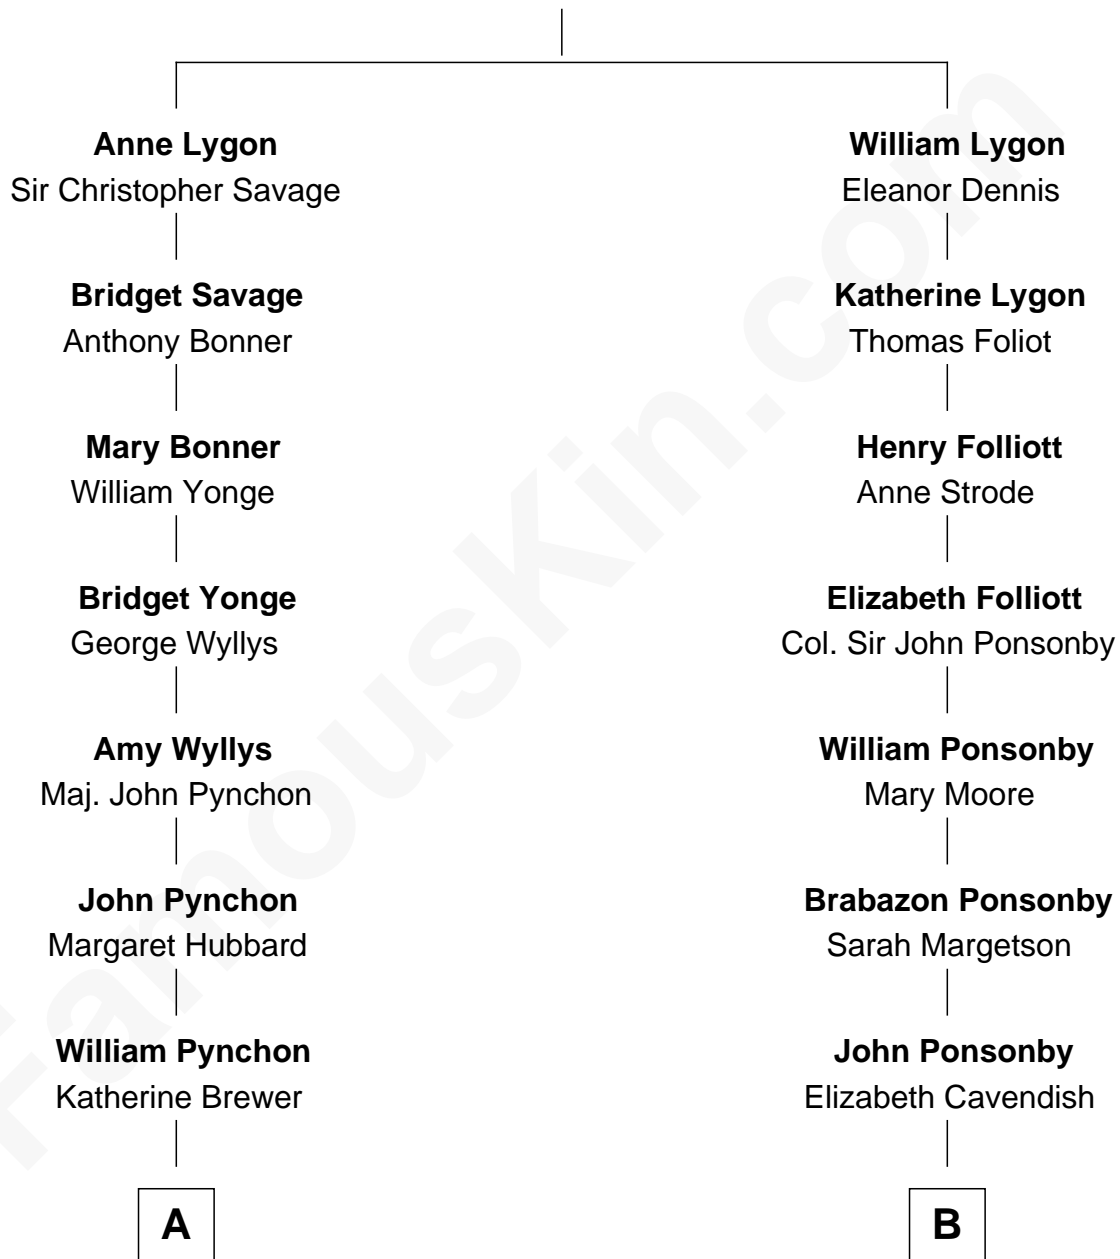 Anne Lygon
Sir Christopher Savage
Bridget Savage
Anthony Bonner
Mary Bonner
William Yonge
Bridget Yonge
George Wyllys
Amy Wyllys
Maj. John Pynchon
John Pynchon
Margaret Hubbard
William Pynchon
Katherine Brewer
A
William Lygon
Eleanor Dennis
Katherine Lygon
Thomas Foliot
Henry Folliott
Anne Strode
Elizabeth Folliott
Col. Sir John Ponsonby
William Ponsonby
Mary Moore
Brabazon Ponsonby
Sarah Margetson
John Ponsonby
Elizabeth Cavendish
B
FamousKin.com